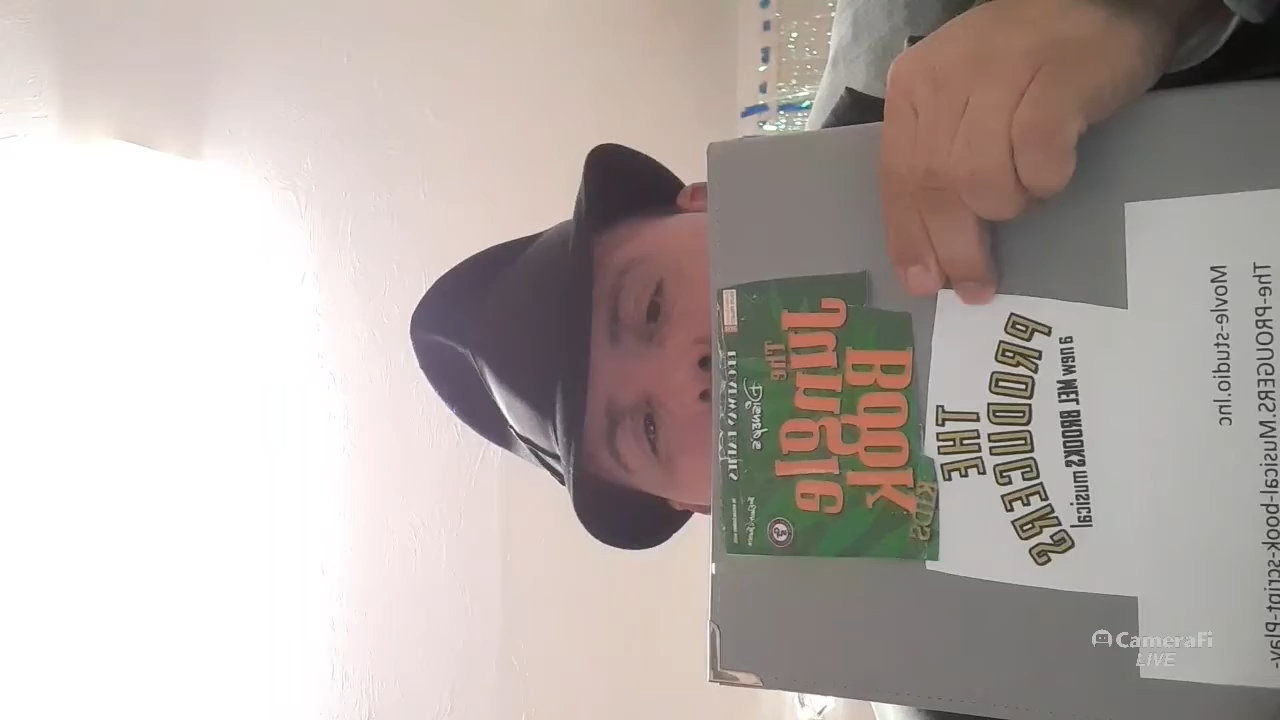 Disney's
THE
Jungle
Book
KIDS
THE
PRODUCERS
a new MEL BROOKS musical
Movie-studio.inc
The-PROUCERS.Musical-book-script-Play-
CameraFi
LIVE